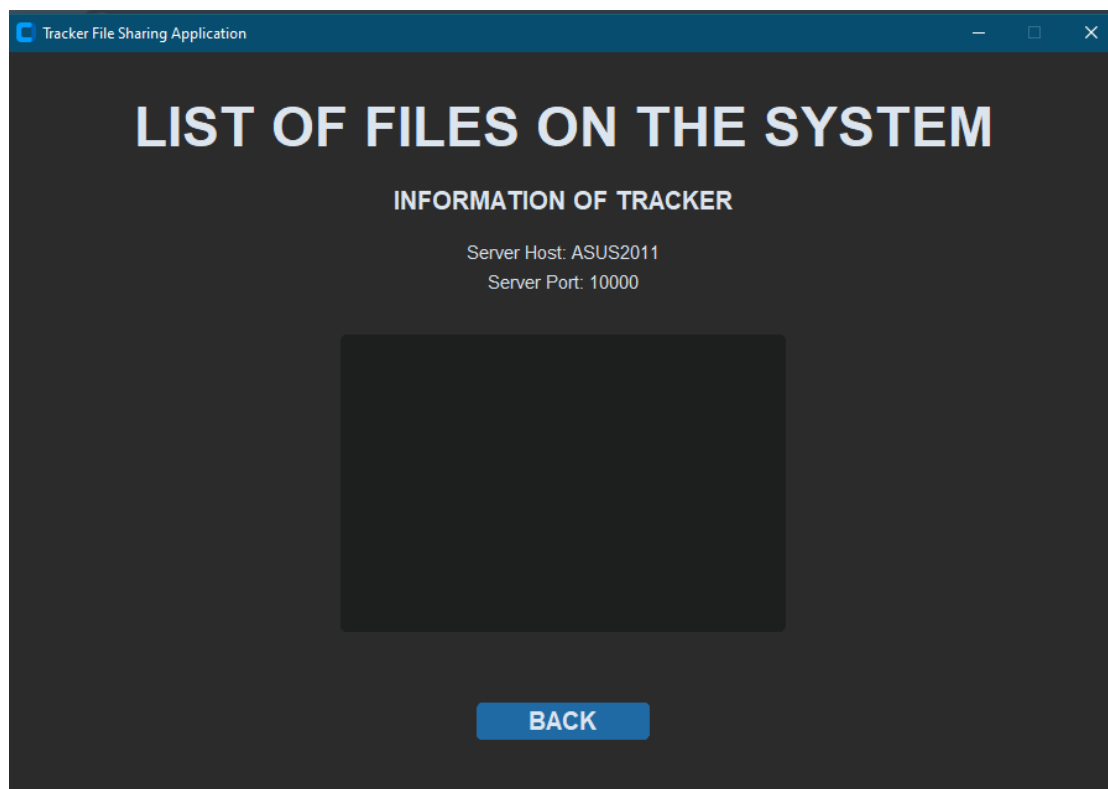 Tracker File Sharing Application
LIST OF FILES ON THE SYSTEM
INFORMATION OF TRACKER
Server Host: ASUS2011
Server Port: 10000
BACK